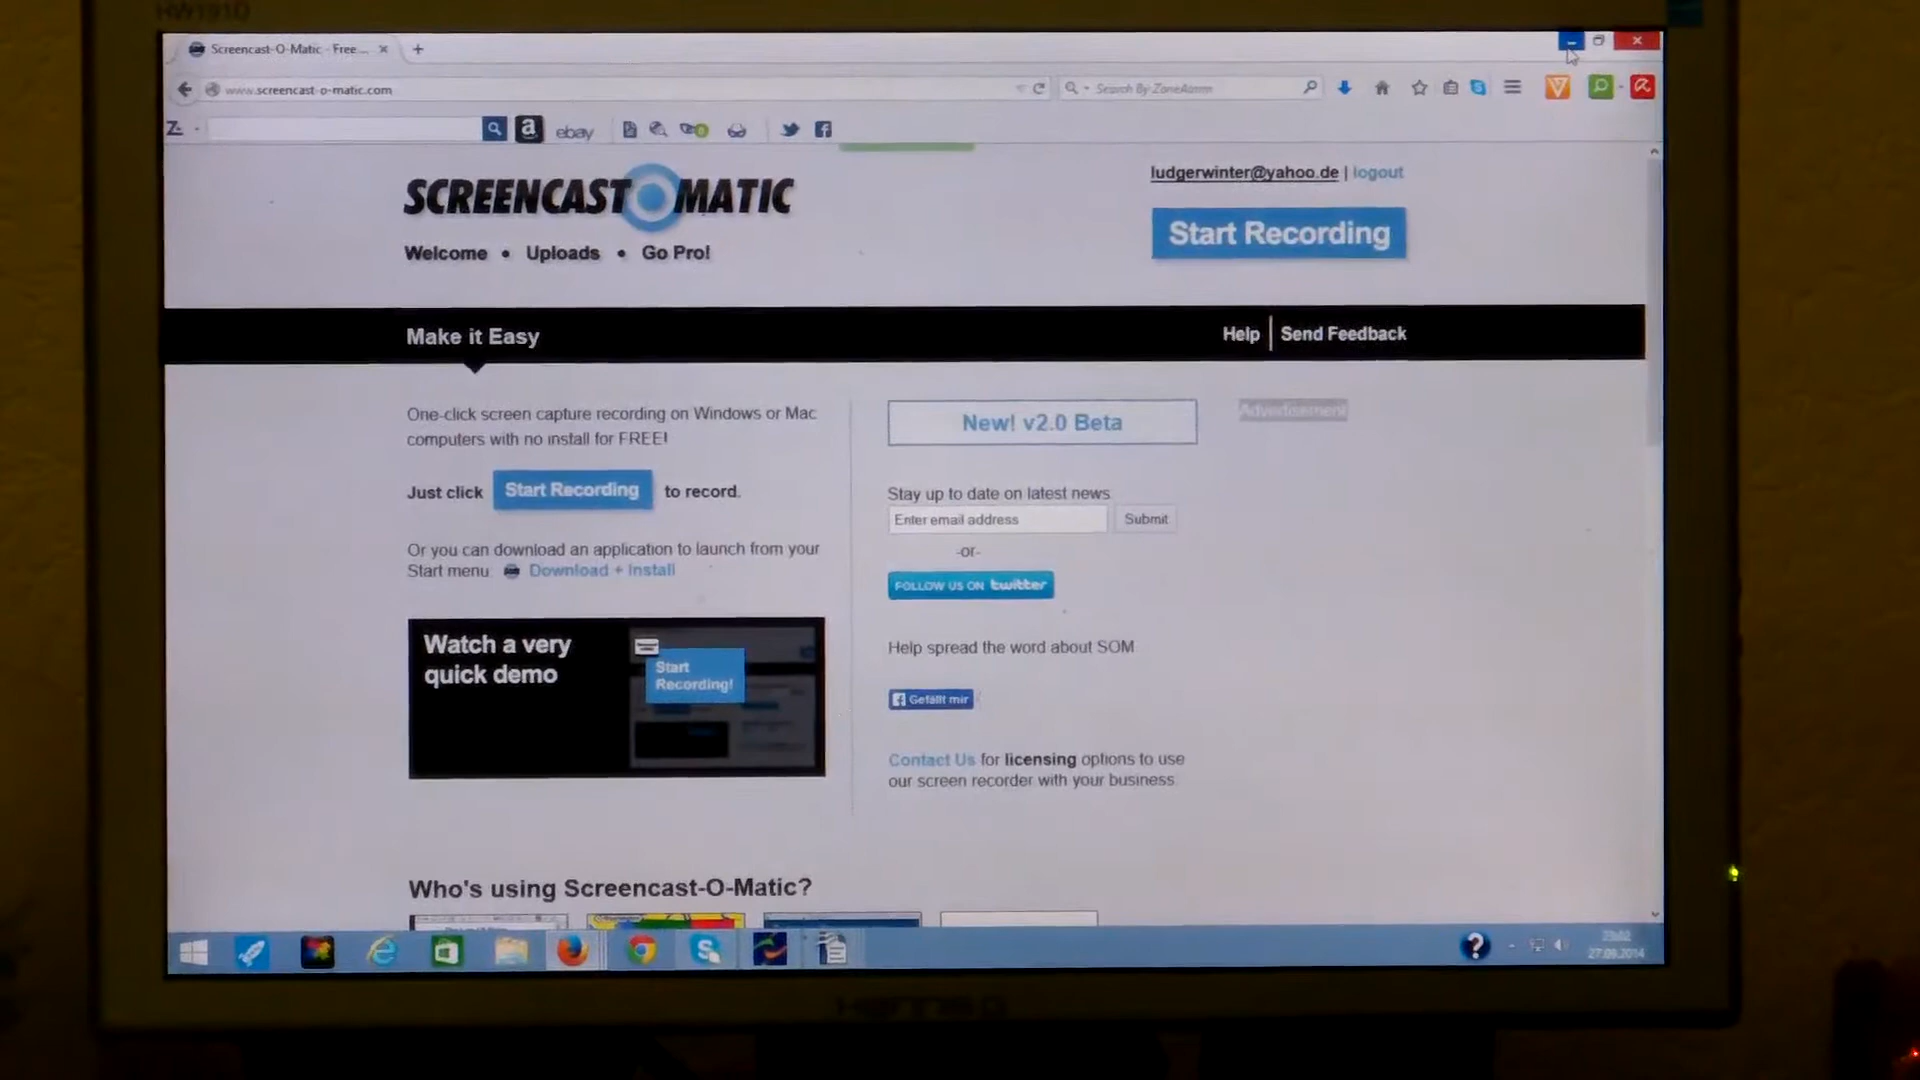 HW191D
Screencast-O-Matic - Free ...
www.screencast-o-matic.com
Search By ZoneAlarm
ebay
SCREENCAST O MATIC
ludgerwinter@yahoo.de | logout
Start Recording
Welcome • Uploads • Go Pro!
Make it Easy
Help | Send Feedback
One-click screen capture recording on Windows or Mac
computers with no install for FREE!
Just click Start Recording to record.
Or you can download an application to launch from your
Start menu: Download + Install
Watch a very
quick demo
Start
Recording!
New! v2.0 Beta
Advertisement
Stay up to date on latest news
Enter email address Submit
-or-
FOLLOW US ON twitter
Help spread the word about SOM
Gefällt mir
Contact Us for licensing options to use
our screen recorder with your business.
Who's using Screencast-O-Matic?